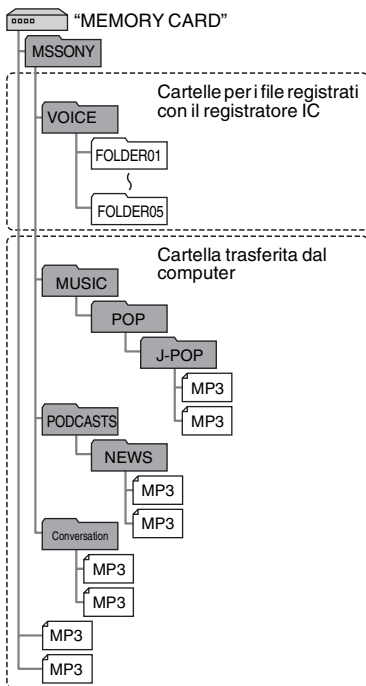 “MEMORY CARD”
MSSONY
Cartelle per i file registrati
con il registratore IC
VOICE
FOLDER01
FOLDER05
Cartella trasferita dal
computer
MUSIC
POP
J-POP
MP3
MP3
PODCASTS
NEWS
MP3
MP3
Conversation
MP3
MP3
MP3
MP3